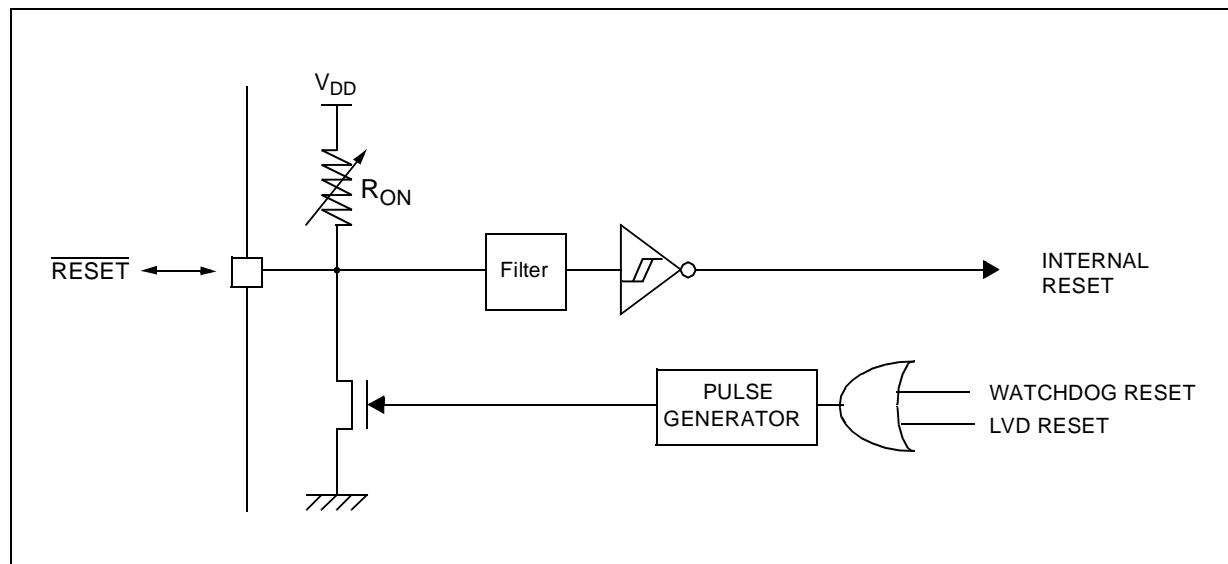 VDD
RON
RESET
Filter
INTERNAL
RESET
PULSE
GENERATOR
WATCHDOG RESET
LVD RESET